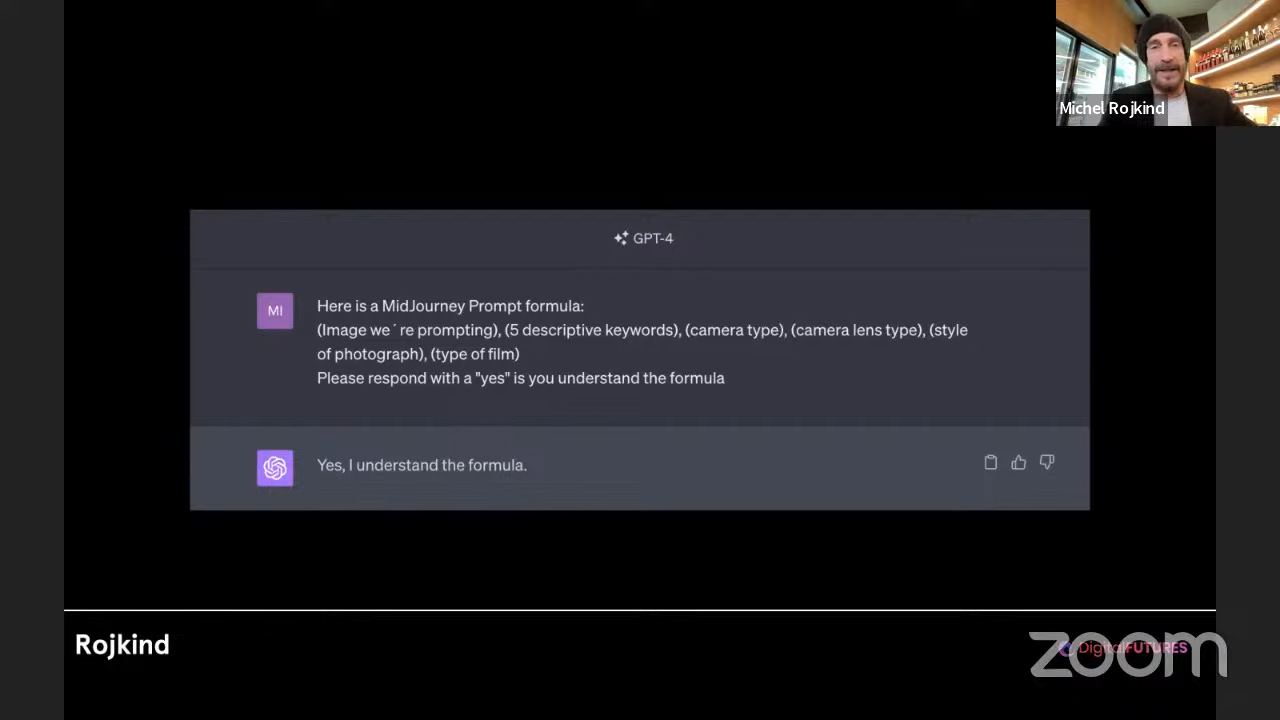 Michel Rojkind
GPT-4
MI
Here is a MidJourney Prompt formula:
(Image we´re prompting), (5 descriptive keywords), (camera type), (camera lens type), (style
of photograph), (type of film)
Please respond with a "yes" is you understand the formula
Yes, I understand the formula.
Rojkind
DigitalFUTURES
zoom